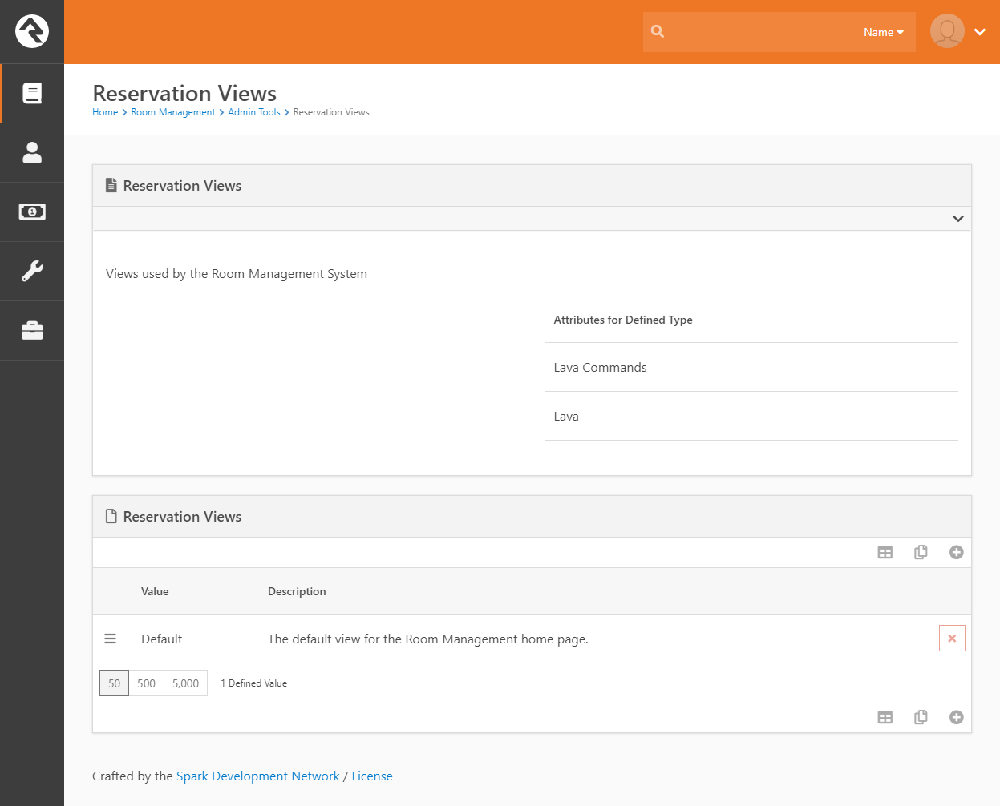 Name
Reservation Views
Home > Room Management > Admin Tools > Reservation Views
Reservation Views
Views used by the Room Management System
Attributes for Defined Type
Lava Commands
Lava
Reservation Views
Value Description
Default The default view for the Room Management home page.
50 500 5,000 1 Defined Value
Crafted by the Spark Development Network / License